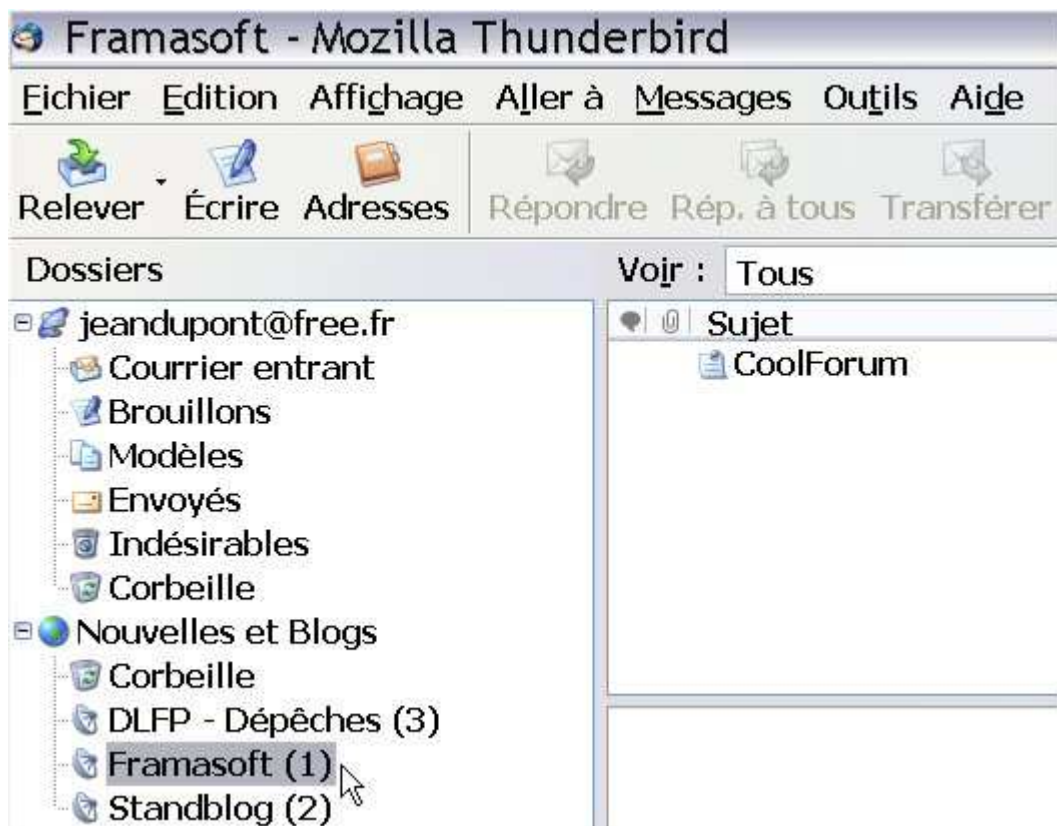 Framasoft - Mozilla Thunderbird
Fichier Edition Affichage Aller à Messages Outils Aide
Relever Écrire Adresses Répondre Rép. à tous Transférer
Dossiers
jeandupont@free.fr
Courrier entrant
Brouillons
Modèles
Envoyés
Indésirables
Corbeille
Nouvelles et Blogs
Corbeille
DLFP - Dépêches (3)
Framasoft (1)
Standblog (2)
Voir : Tous
Sujet
CoolForum